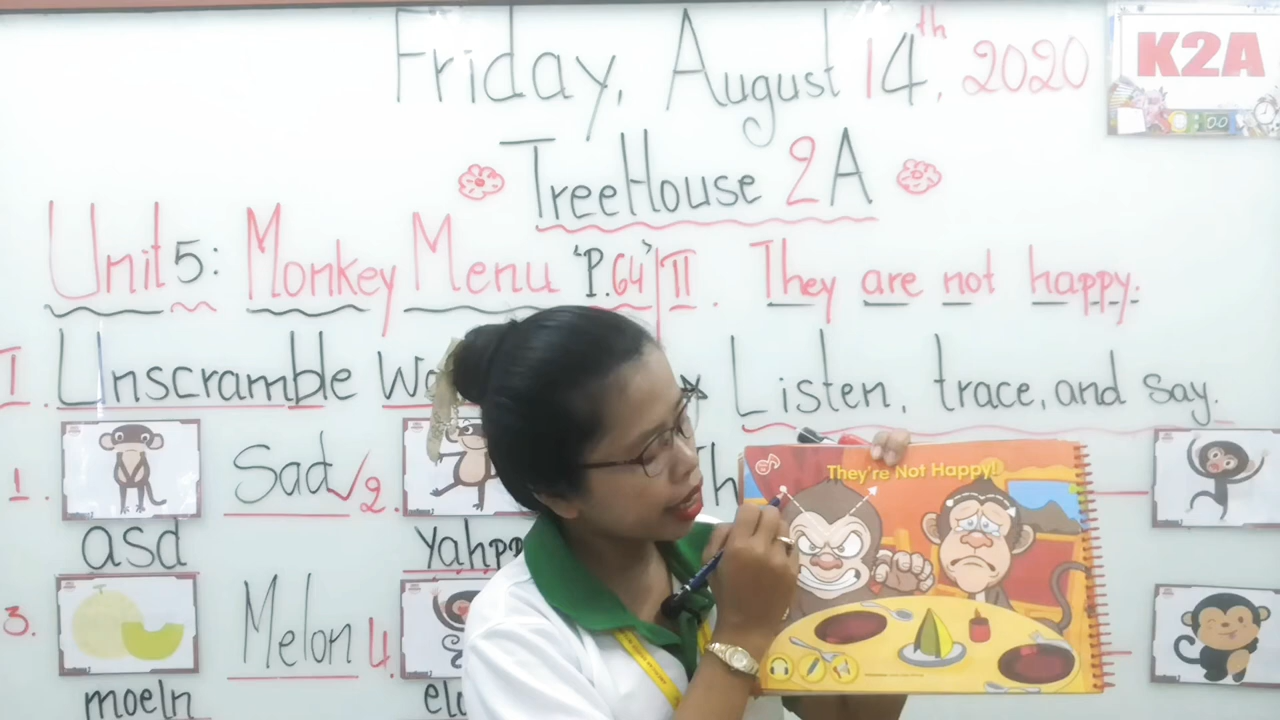 Friday, August 14th, 2020
K2A
TreeHouse 2A
Unit 5: Monkey Menu 'P.64' II. They are not happy.
I. Unscramble
Listen, trace, and say.
1. Sad 2.
asd
They're Not Happy!
3. Melon 4.
moeln